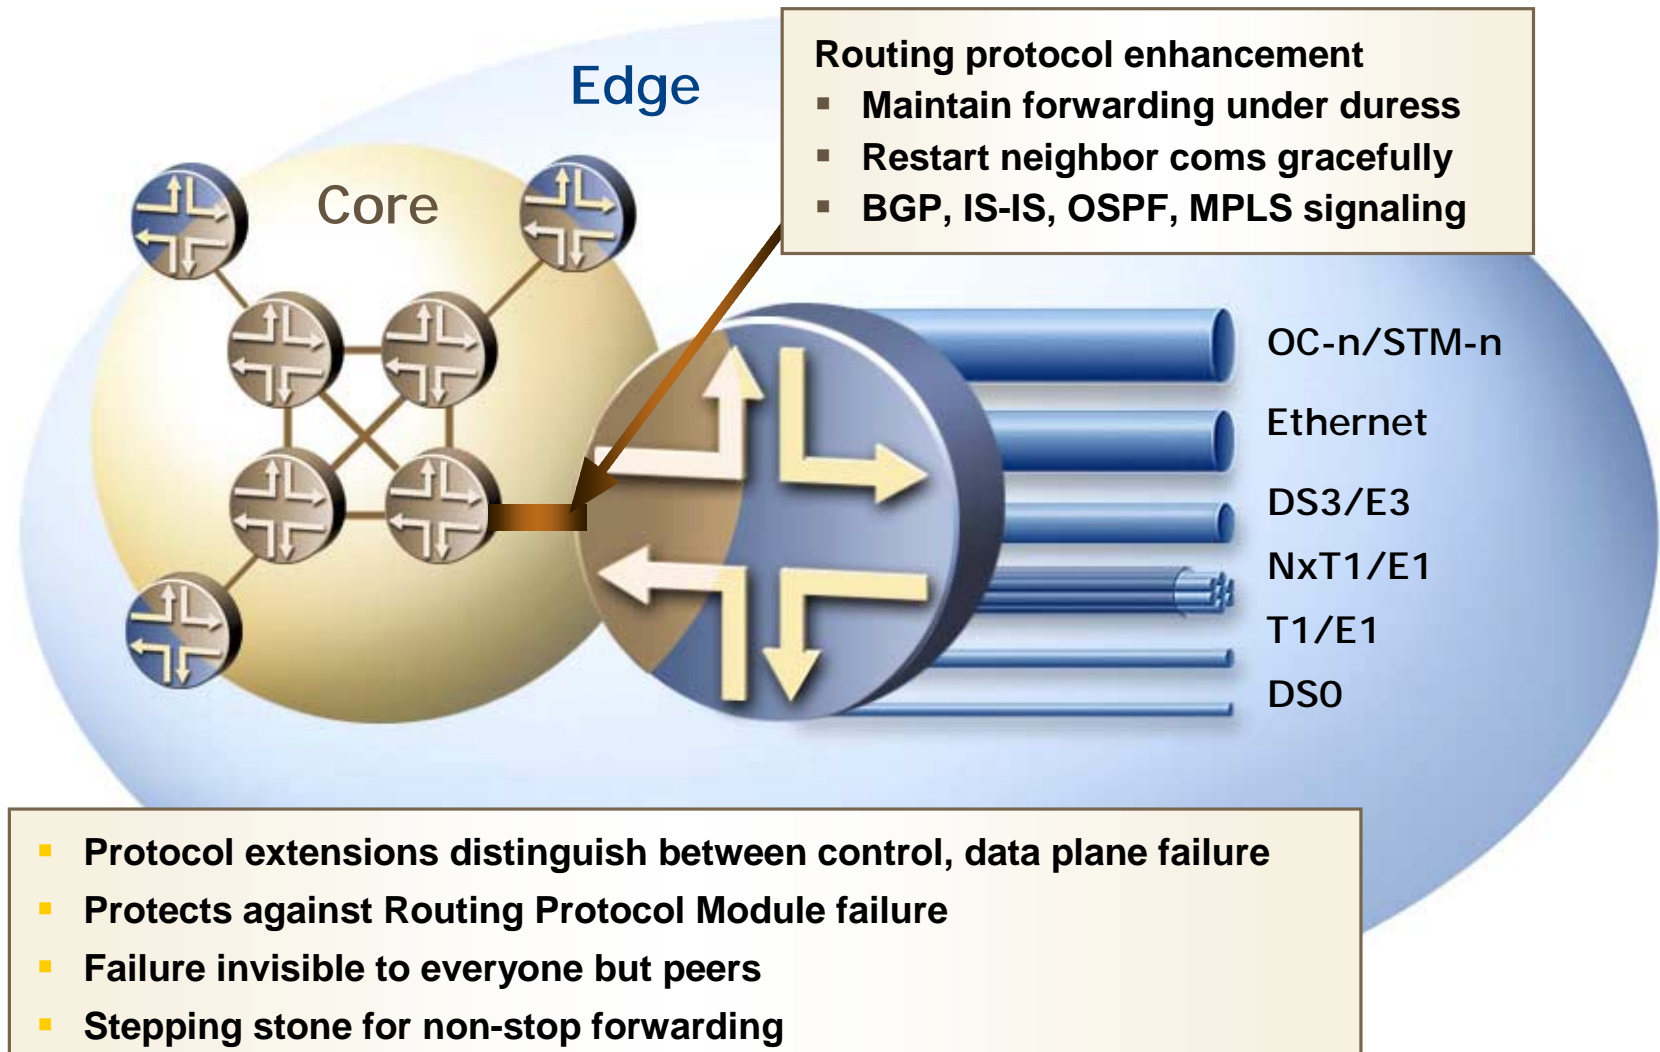 Edge
Core
Routing protocol enhancement
▪ Maintain forwarding under duress
▪ Restart neighbor coms gracefully
▪ BGP, IS-IS, OSPF, MPLS signaling
OC-n/STM-n
Ethernet
DS3/E3
NxT1/E1
T1/E1
DS0
▪ Protocol extensions distinguish between control, data plane failure
▪ Protects against Routing Protocol Module failure
▪ Failure invisible to everyone but peers
▪ Stepping stone for non-stop forwarding